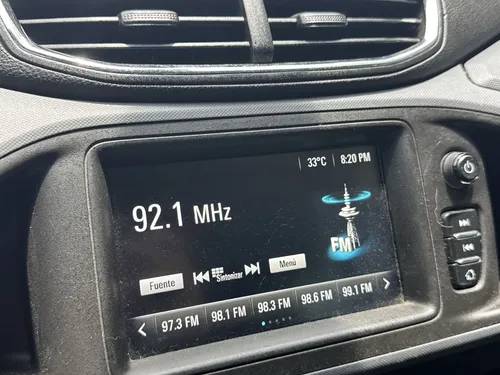 33°C 8:20 PM
92.1 MHz
FM
Fuente Sintonizar Menú
97.3 FM 98.1 FM 98.3 FM 98.6 FM 99.1 FM